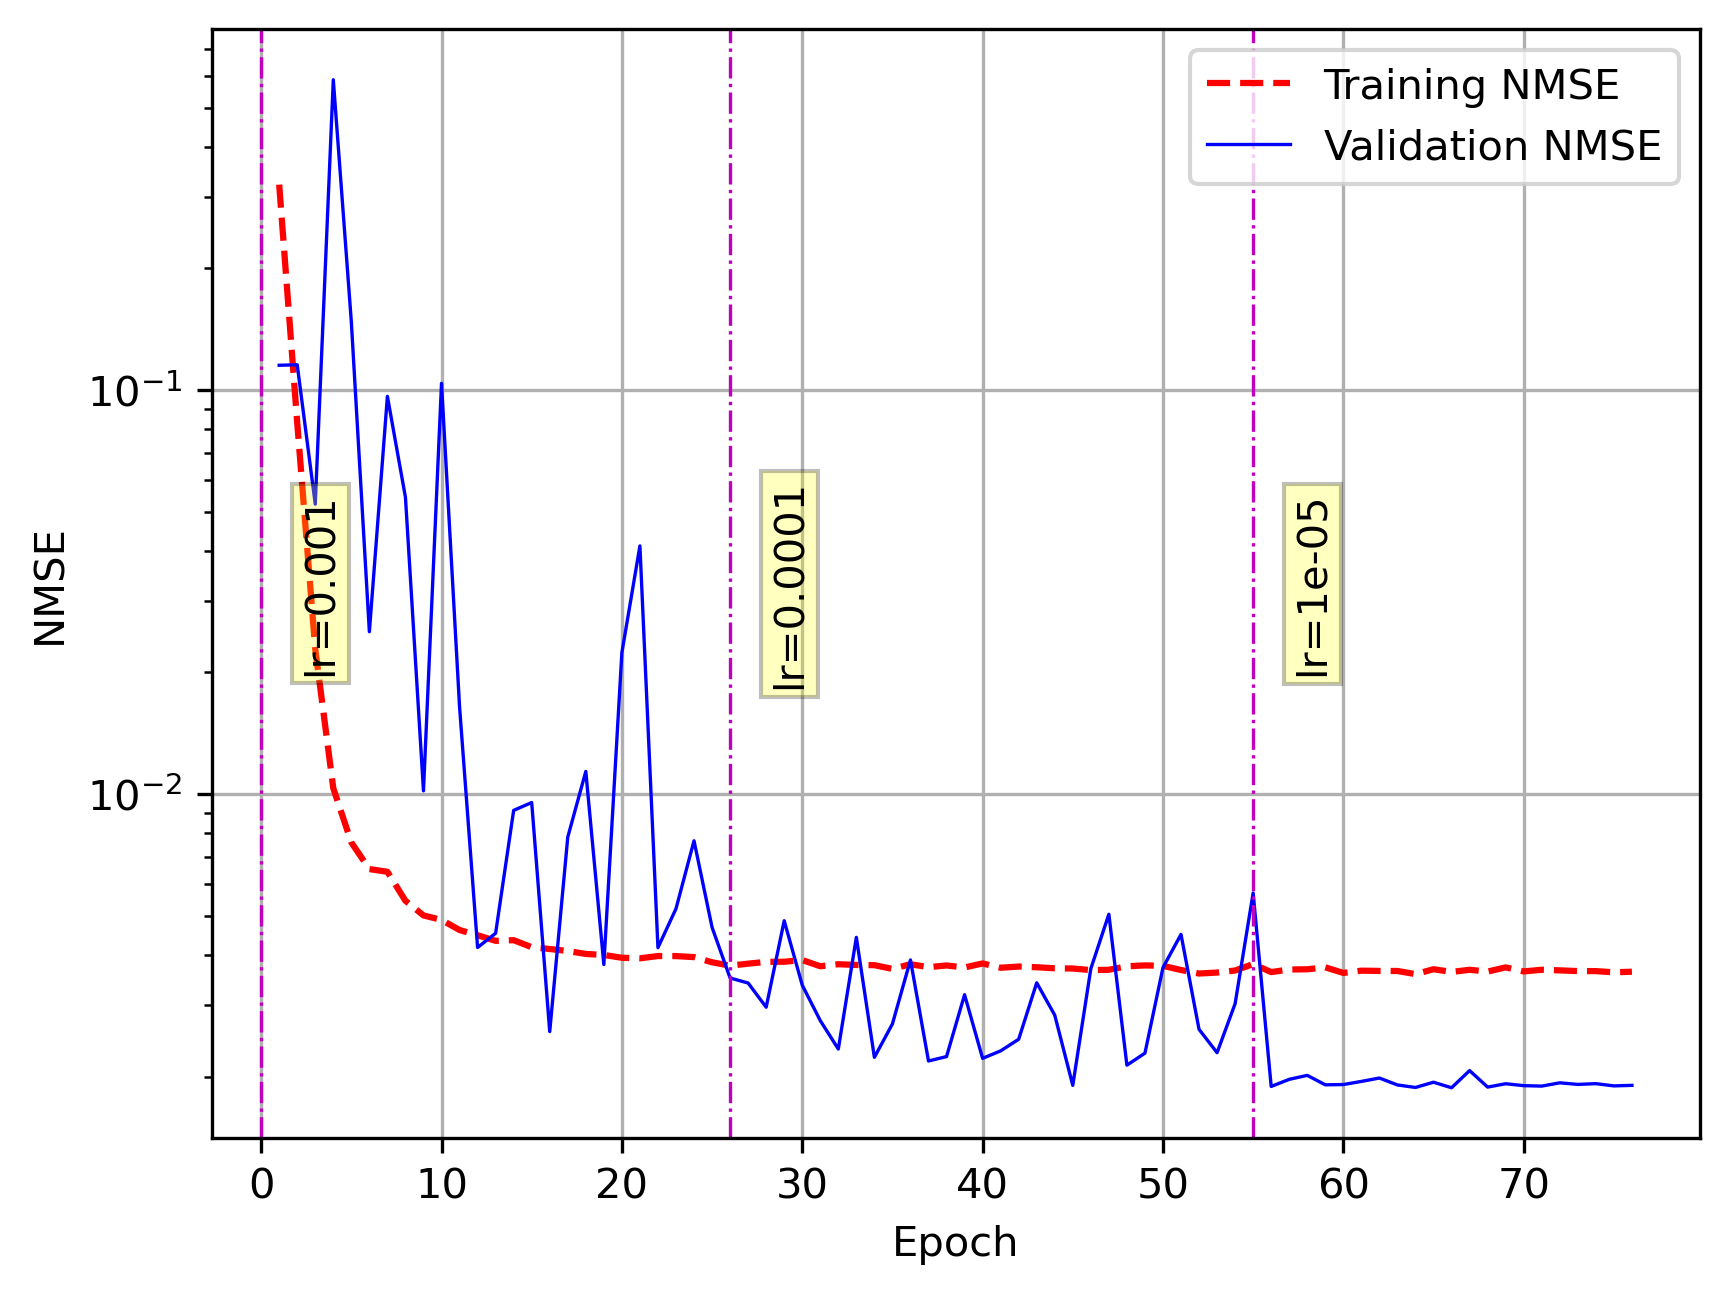 Training NMSE
Validation NMSE
10⁻¹
10⁻²
NMSE
lr=0.001
lr=0.0001
lr=1e-05
0 10 20 30 40 50 60 70
Epoch